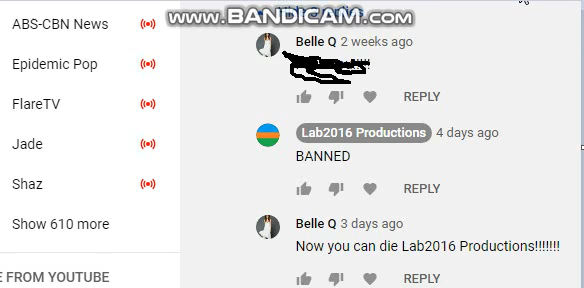 www.BANDICAM.com
ABS-CBN News
Epidemic Pop
FlareTV
Jade
Shaz
Show 610 more
E FROM YOUTUBE
Belle Q 2 weeks ago
REPLY
Lab2016 Productions 4 days ago
BANNED
REPLY
Belle Q 3 days ago
Now you can die Lab2016 Productions!!!!!!!
REPLY